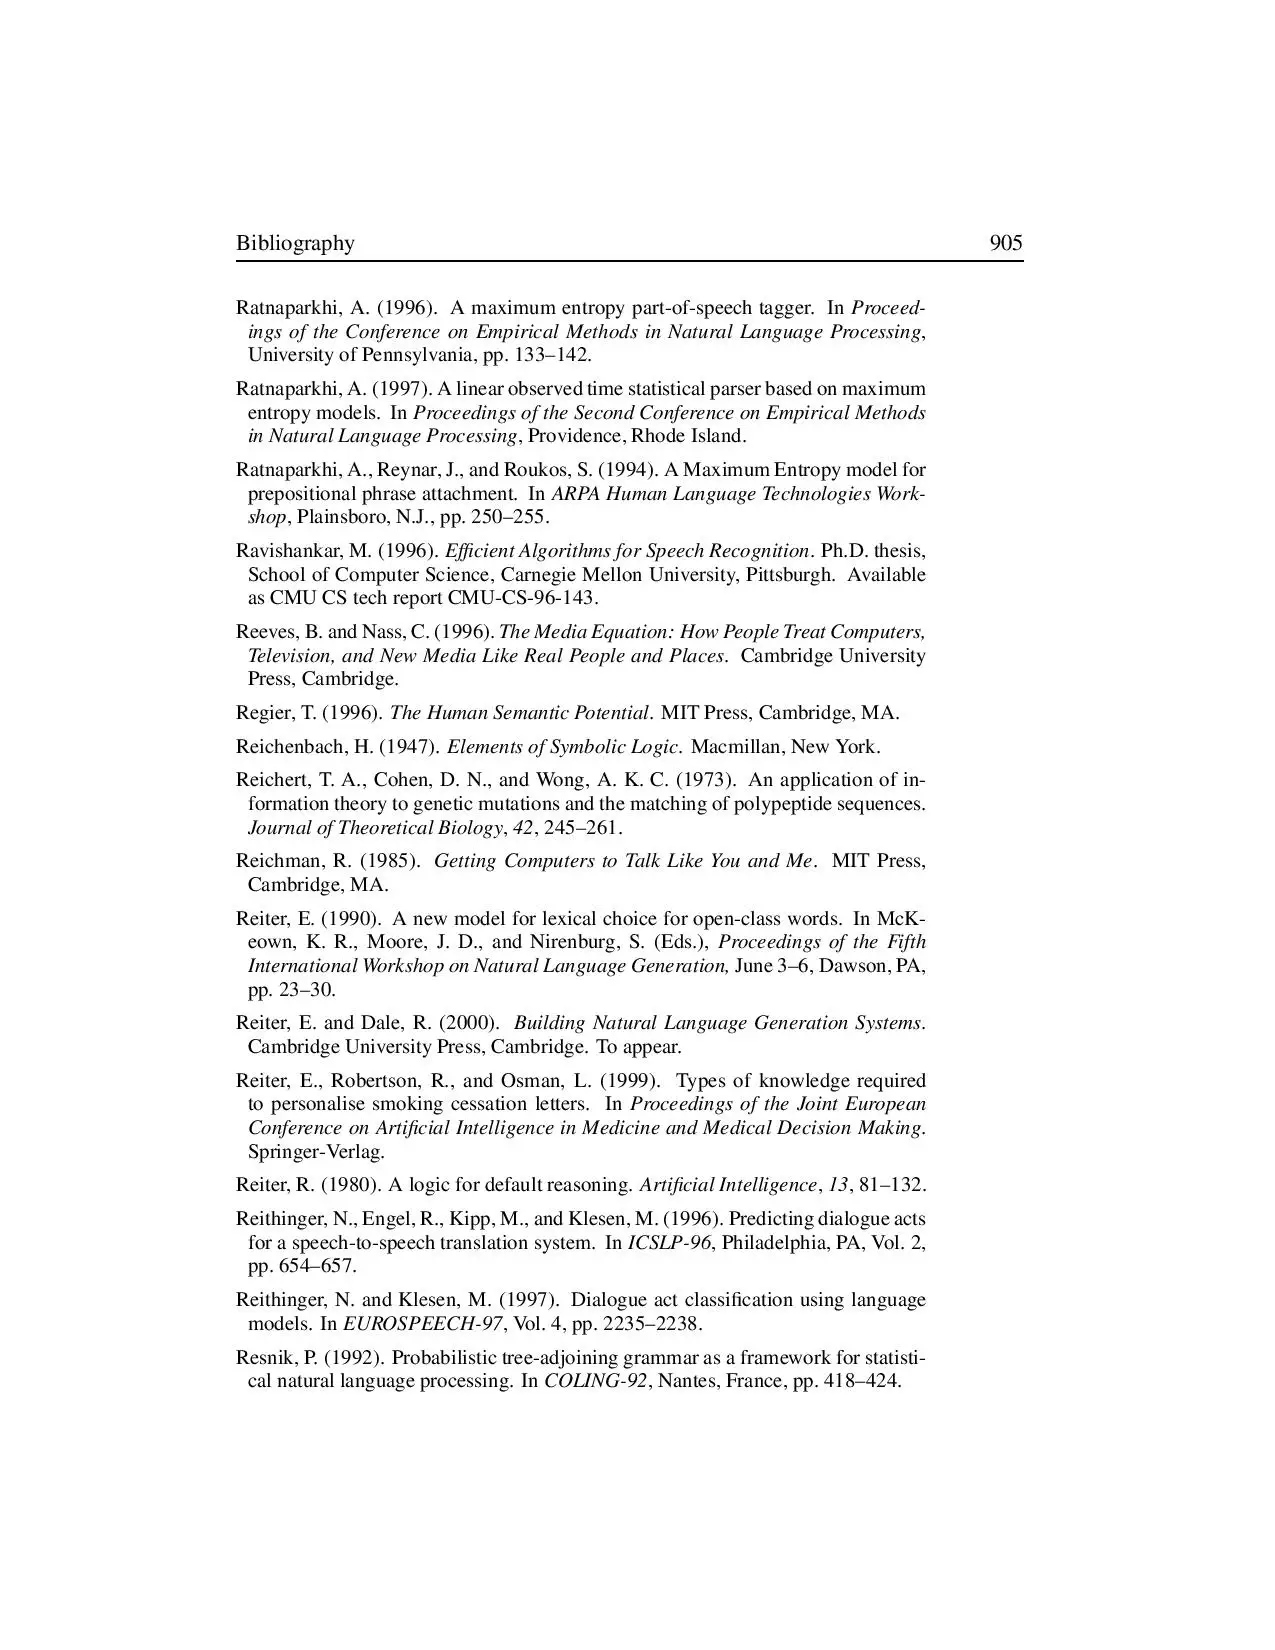 Bibliography 905
Ratnaparkhi, A. (1996). A maximum entropy part-of-speech tagger. In Proceed-
ings of the Conference on Empirical Methods in Natural Language Processing,
University of Pennsylvania, pp. 133–142.
Ratnaparkhi, A. (1997). A linear observed time statistical parser based on maximum
entropy models. In Proceedings of the Second Conference on Empirical Methods
in Natural Language Processing, Providence, Rhode Island.
Ratnaparkhi, A., Reynar, J., and Roukos, S. (1994). A Maximum Entropy model for
prepositional phrase attachment. In ARPA Human Language Technologies Work-
shop, Plainsboro, N.J., pp. 250–255.
Ravishankar, M. (1996). Efficient Algorithms for Speech Recognition. Ph.D. thesis,
School of Computer Science, Carnegie Mellon University, Pittsburgh. Available
as CMU CS tech report CMU-CS-96-143.
Reeves, B. and Nass, C. (1996). The Media Equation: How People Treat Computers,
Television, and New Media Like Real People and Places. Cambridge University
Press, Cambridge.
Regier, T. (1996). The Human Semantic Potential. MIT Press, Cambridge, MA.
Reichenbach, H. (1947). Elements of Symbolic Logic. Macmillan, New York.
Reichert, T. A., Cohen, D. N., and Wong, A. K. C. (1973). An application of in-
formation theory to genetic mutations and the matching of polypeptide sequences.
Journal of Theoretical Biology, 42, 245–261.
Reichman, R. (1985). Getting Computers to Talk Like You and Me. MIT Press,
Cambridge, MA.
Reiter, E. (1990). A new model for lexical choice for open-class words. In McK-
eown, K. R., Moore, J. D., and Nirenburg, S. (Eds.), Proceedings of the Fifth
International Workshop on Natural Language Generation, June 3–6, Dawson, PA,
pp. 23–30.
Reiter, E. and Dale, R. (2000). Building Natural Language Generation Systems.
Cambridge University Press, Cambridge. To appear.
Reiter, E., Robertson, R., and Osman, L. (1999). Types of knowledge required
to personalise smoking cessation letters. In Proceedings of the Joint European
Conference on Artificial Intelligence in Medicine and Medical Decision Making.
Springer-Verlag.
Reiter, R. (1980). A logic for default reasoning. Artificial Intelligence, 13, 81–132.
Reithinger, N., Engel, R., Kipp, M., and Klesen, M. (1996). Predicting dialogue acts
for a speech-to-speech translation system. In ICSLP-96, Philadelphia, PA, Vol. 2,
pp. 654–657.
Reithinger, N. and Klesen, M. (1997). Dialogue act classification using language
models. In EUROSPEECH-97, Vol. 4, pp. 2235–2238.
Resnik, P. (1992). Probabilistic tree-adjoining grammar as a framework for statisti-
cal natural language processing. In COLING-92, Nantes, France, pp. 418–424.